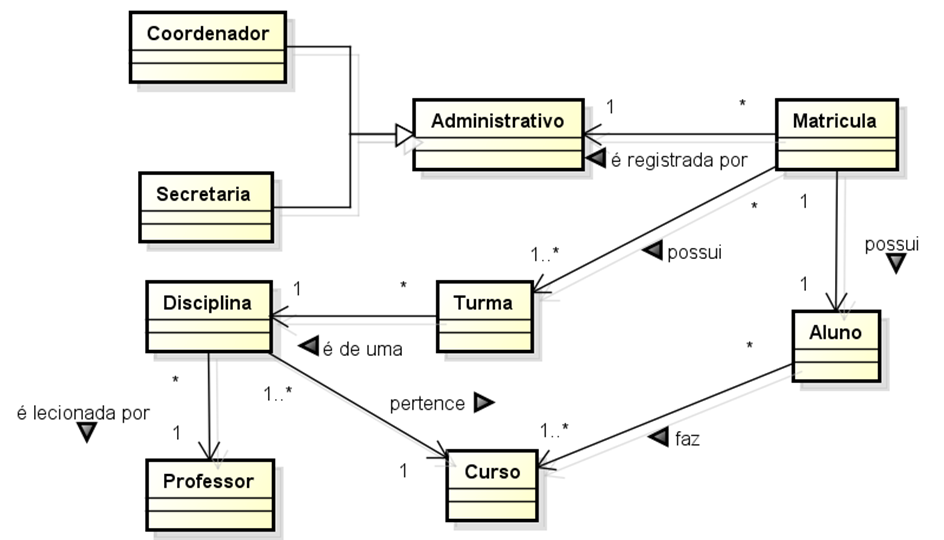 Coordenador
Administrativo
Matricula
1
*
é registrada por
Secretaria
*
1
1..*
possui
possui
Disciplina
1
*
Turma
1
Aluno
é de uma
*
*
1..*
pertence
é lecionada por
1
1..*
faz
1
Professor
Curso